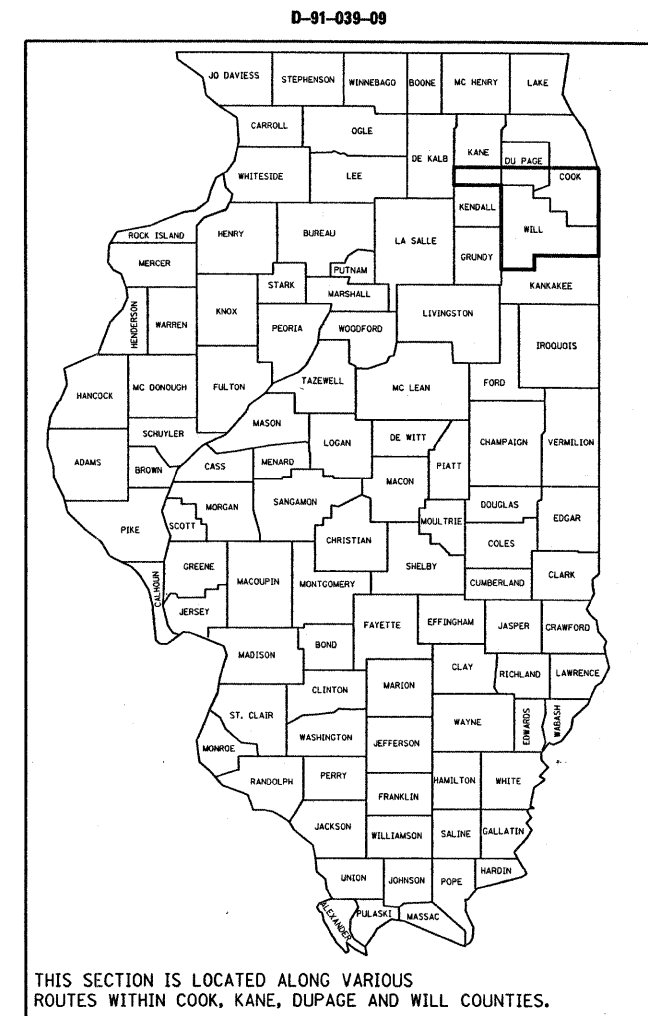 D-91-039-09
JO DAVIESS STEPHENSON WINNEBAGO BOONE MC HENRY LAKE
CARROLL OGLE
DE KALB KANE DU PAGE COOK
WHITESIDE LEE
KENDALL
ROCK ISLAND HENRY BUREAU LA SALLE WILL
MERCER PUTNAM GRUNDY
STARK MARSHALL KANKAKEE
HENDERSON WARREN KNOX PEORIA WOODFORD LIVINGSTON IROQUOIS
HANCOCK MC DONOUGH FULTON TAZEWELL MC LEAN FORD
MASON
SCHUYLER LOGAN DE WITT CHAMPAIGN VERMILION
ADAMS BROWN CASS MENARD PIATT
MACON
MORGAN SANGAMON DOUGLAS
PIKE SCOTT CHRISTIAN MOULTRIE EDGAR
COLES
GREENE MACOUPIN MONTGOMERY SHELBY CUMBERLAND CLARK
CALHOUN JERSEY
FAYETTE EFFINGHAM JASPER CRAWFORD
MADISON BOND
CLAY RICHLAND LAWRENCE
CLINTON MARION
ST. CLAIR WAYNE EDWARDS WABASH
MONROE WASHINGTON JEFFERSON
RANDOLPH PERRY HAMILTON WHITE
FRANKLIN
JACKSON WILLIAMSON SALINE GALLATIN
UNION JOHNSON POPE HARDIN
ALEXANDER PULASKI MASSAC
THIS SECTION IS LOCATED ALONG VARIOUS
ROUTES WITHIN COOK, KANE, DUPAGE AND WILL COUNTIES.